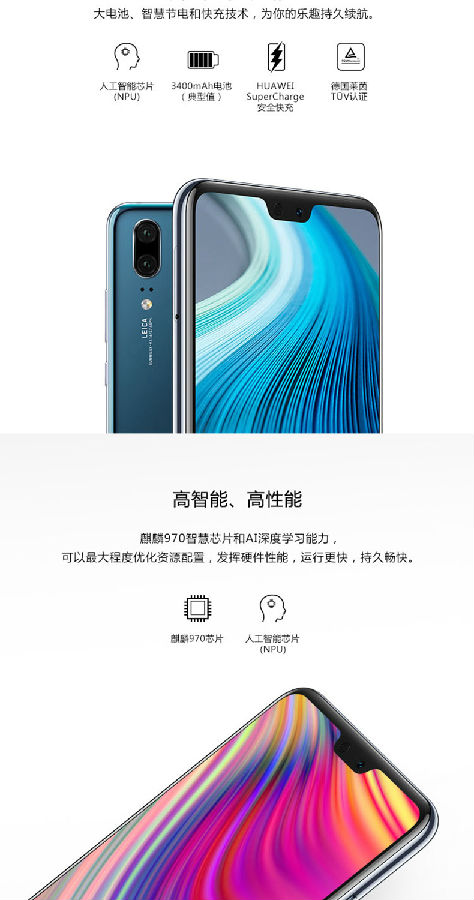 大电池、智慧节电和快充技术，为你的乐趣持久续航。
人工智能芯片
(NPU)
3400mAh电池
（典型值）
HUAWEI
SuperCharge
安全快充
德国莱茵
TÜV认证
LEICA
高智能、高性能
麒麟970智慧芯片和AI深度学习能力，
可以最大程度优化资源配置，发挥硬件性能，运行更快，持久畅快。
麒麟970芯片
人工智能芯片
(NPU)